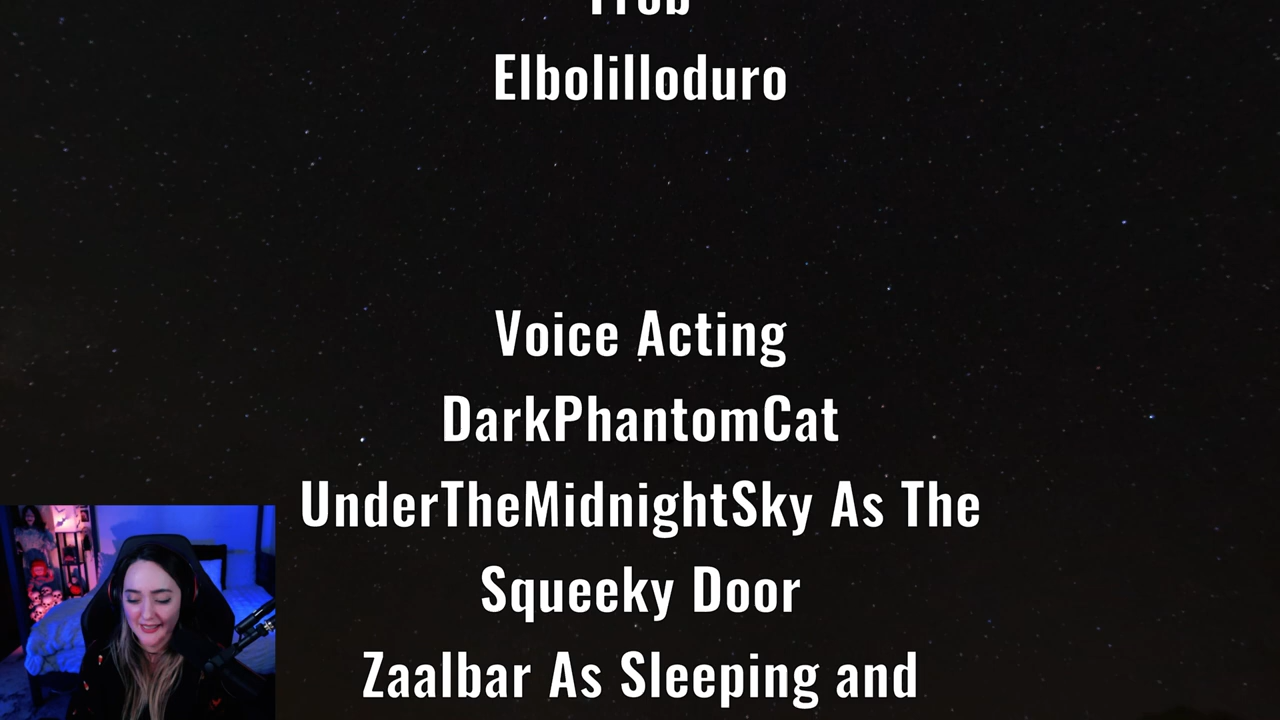 Elbolilloduro
Voice Acting
DarkPhantomCat
UnderTheMidnightSky As The
Squeeky Door
Zaalbar As Sleeping and